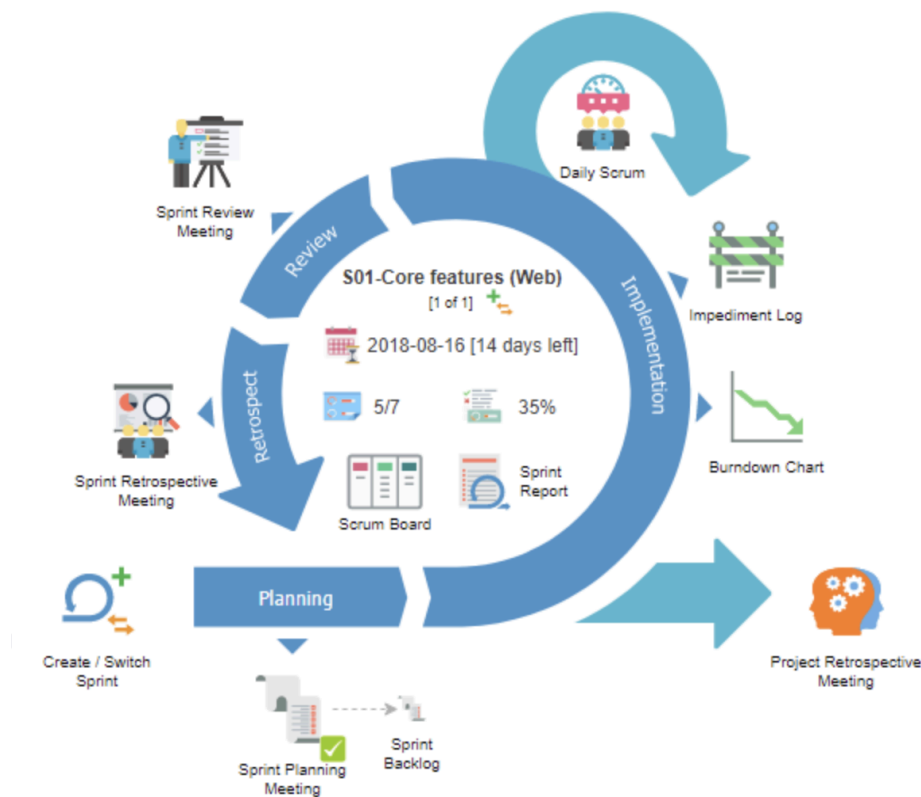 Daily Scrum
Sprint Review
Meeting
Review
Implementation
S01-Core features (Web)
[1 of 1]
Impediment Log
2018-08-16 [14 days left]
Retrospect
5/7
35%
Sprint Retrospective
Meeting
Burndown Chart
Sprint
Report
Scrum Board
Planning
Create / Switch
Sprint
Project Retrospective
Meeting
Sprint Planning
Meeting
Sprint
Backlog